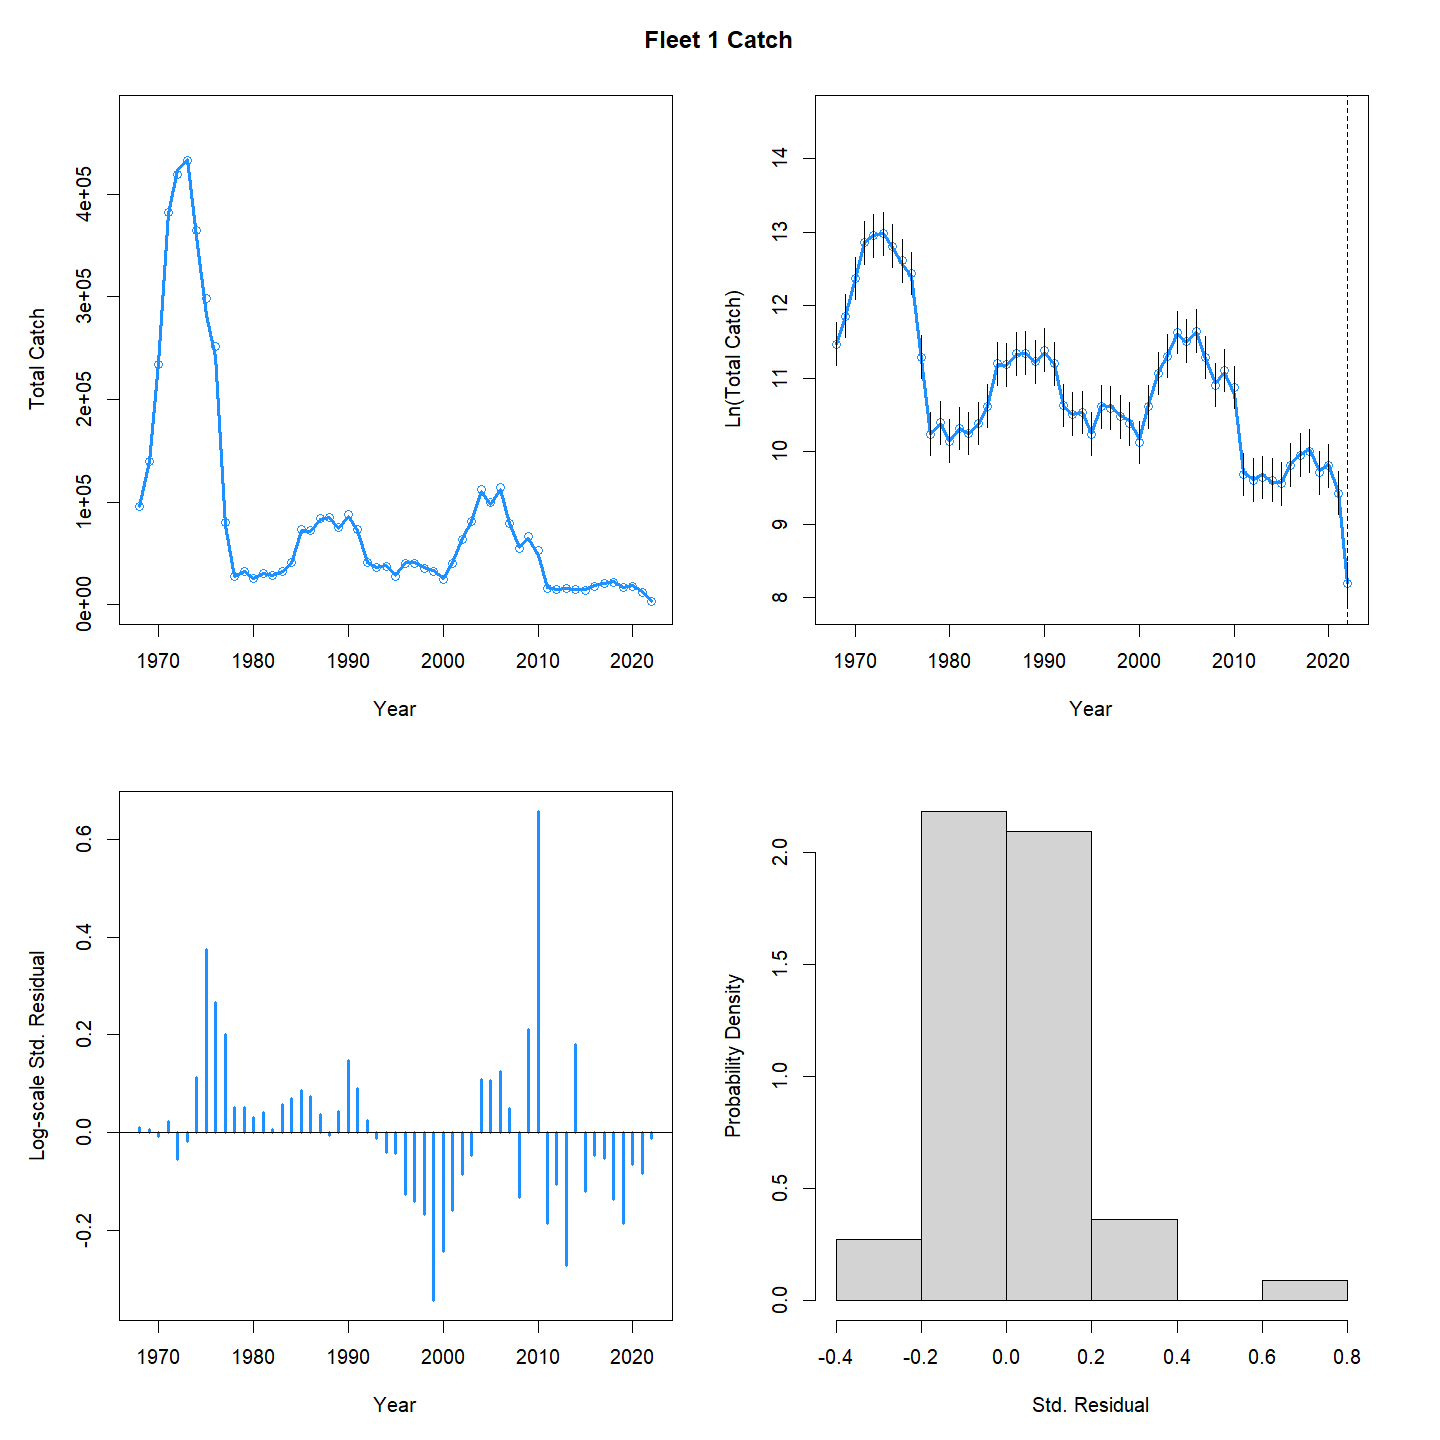 Fleet 1 Catch
Total Catch
0e+00 1e+05 2e+05 3e+05 4e+05
1970 1980 1990 2000 2010 2020
Year
Ln(Total Catch)
8 9 10 11 12 13 14
1970 1980 1990 2000 2010 2020
Year
Log-scale Std. Residual
-0.2 0.0 0.2 0.4 0.6
1970 1980 1990 2000 2010 2020
Year
Probability Density
0.0 0.5 1.0 1.5 2.0
-0.4 -0.2 0.0 0.2 0.4 0.6 0.8
Std. Residual